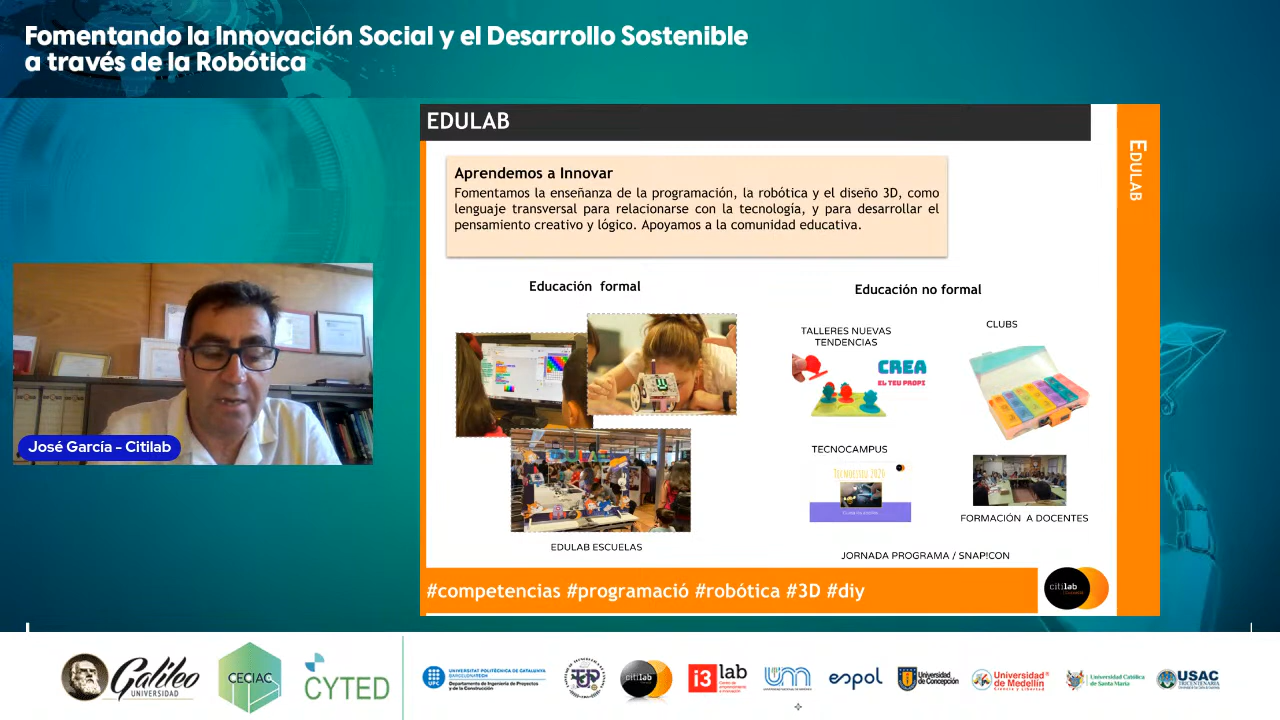 Fomentando la Innovación Social y el Desarrollo Sostenible
a través de la Robótica
EDULAB
EDULAB
Aprendemos a Innovar
Fomentamos la enseñanza de la programación, la robótica y el diseño 3D, como
lenguaje transversal para relacionarse con la tecnología, y para desarrollar el
pensamiento creativo y lógico. Apoyamos a la comunidad educativa.
Educación formal
Educación no formal
TALLERES NUEVAS
TENDENCIAS
CLUBS
CREA
EL TEU PROPI
TECNOCAMPUS
TECNOESTIU 2020
FORMACIÓN A DOCENTES
EDULAB ESCUELAS
JORNADA PROGRAMA / SNAP!CON
#competencias #programació #robótica #3D #diy
citilab
José García - Citilab
Galileo
UNIVERSIDAD
CECIAC
CYTED
UPC
UNIVERSITAT POLITÈCNICA DE CATALUNYA
BARCELONATECH
Departamento de Ingeniería de Proyectos
y de la Construcción
UTP
citilab
i3 lab
espol
Universidad
de Concepción
Universidad
de Medellín
Ciencia y Libertad
Universidad Católica
de Santa María
USAC
TRICENTENARIA